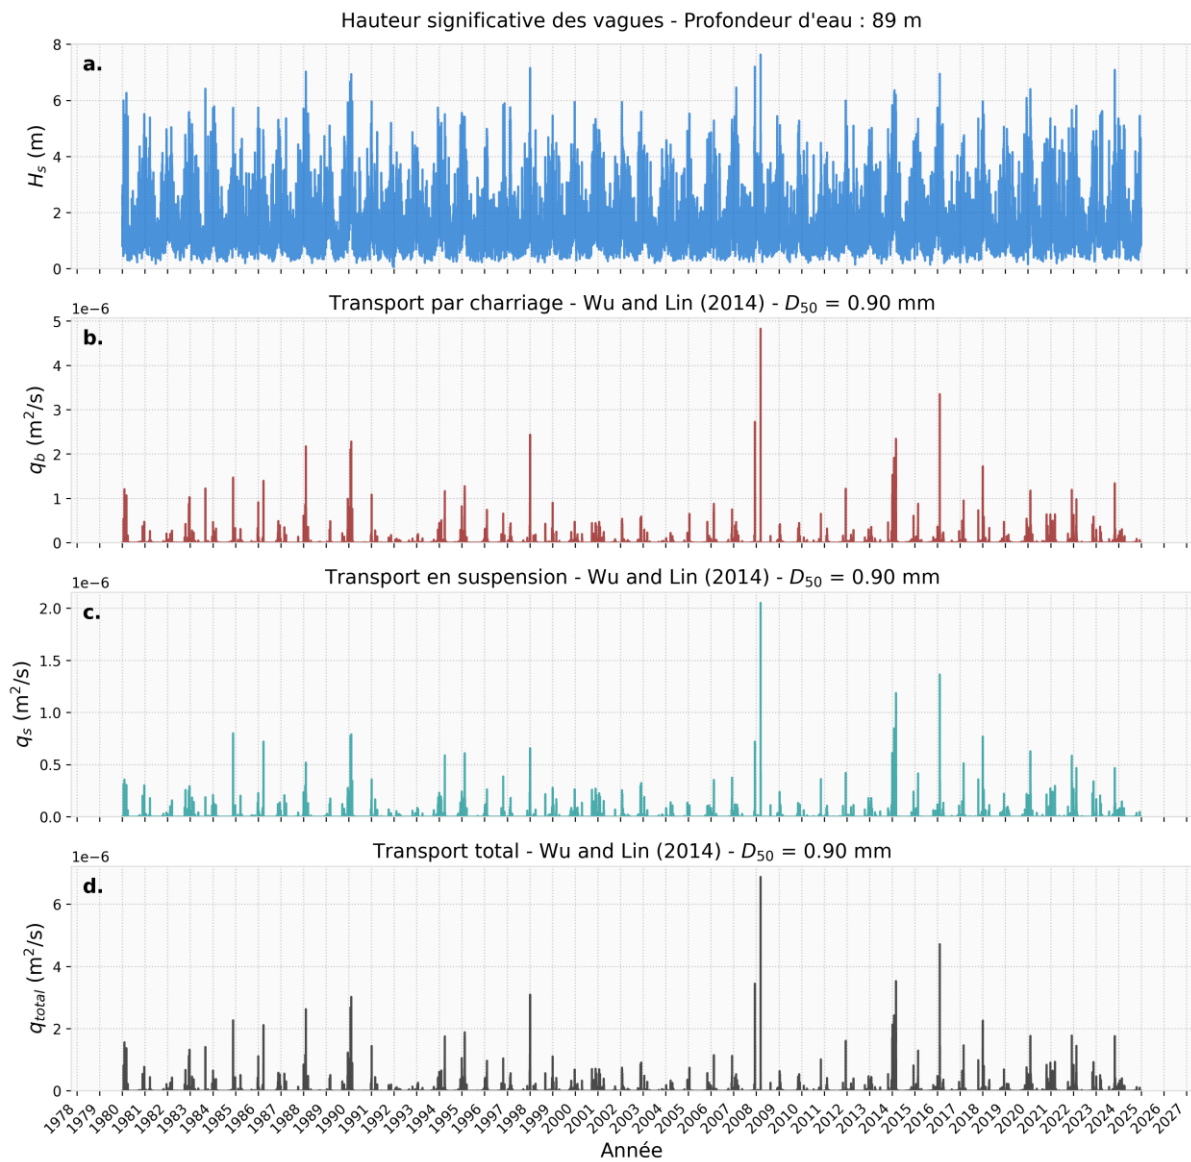 Hauteur significative des vagues - Profondeur d'eau : 89 m
a.
8
6
4
2
0
H_s (m)
Transport par charriage - Wu and Lin (2014) - D_50 = 0.90 mm
1e−6
b.
5
4
3
2
1
0
q_b (m²/s)
Transport en suspension - Wu and Lin (2014) - D_50 = 0.90 mm
1e−6
c.
2.0
1.5
1.0
0.5
0.0
q_s (m²/s)
Transport total - Wu and Lin (2014) - D_50 = 0.90 mm
1e−6
d.
6
4
2
0
q_total (m²/s)
1978 1979 1980 1981 1982 1983 1984 1985 1986 1987 1988 1989 1990 1991 1992 1993 1994 1995 1996 1997 1998 1999 2000 2001 2002 2003 2004 2005 2006 2007 2008 2009 2010 2011 2012 2013 2014 2015 2016 2017 2018 2019 2020 2021 2022 2023 2024 2025 2026 2027
Année